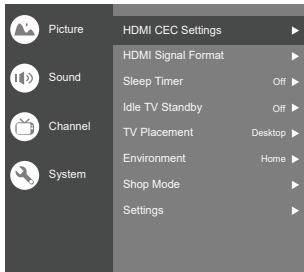 Picture
Sound
Channel
System
HDMI CEC Settings
HDMI Signal Format
Sleep Timer Off
Idle TV Standby Off
TV Placement Desktop
Environment Home
Shop Mode
Settings